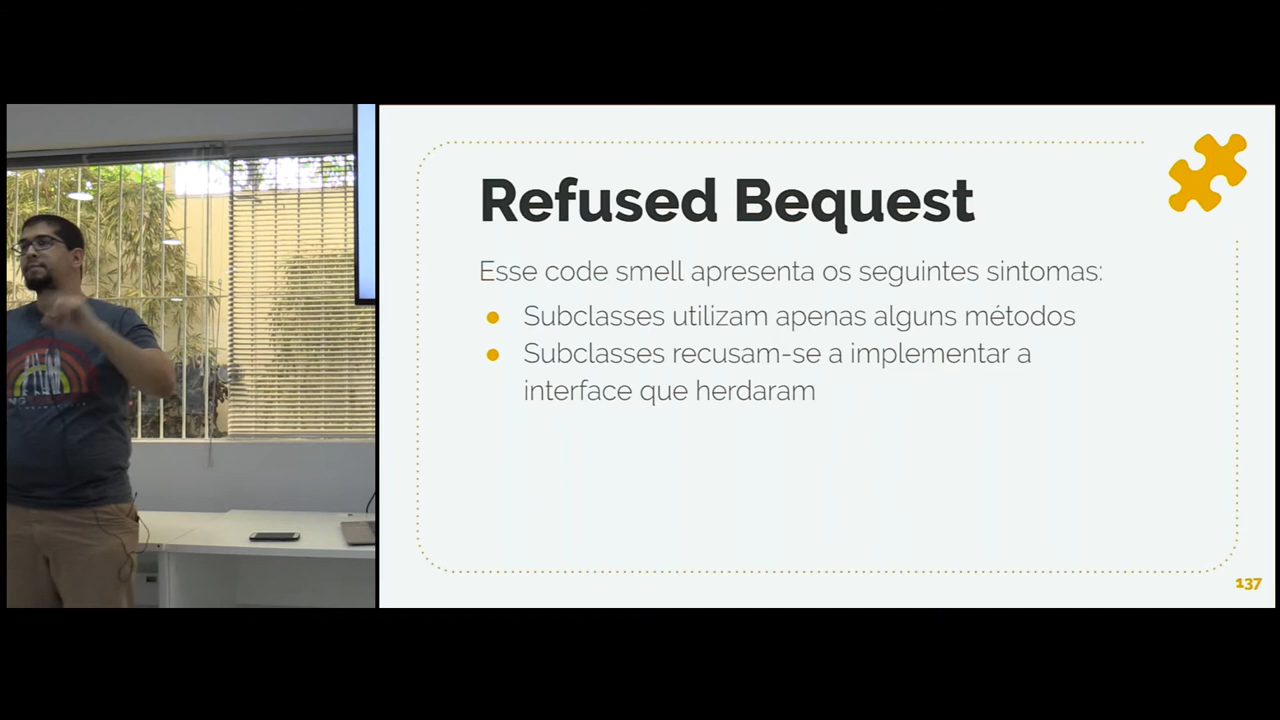 Refused Bequest
Esse code smell apresenta os seguintes sintomas:
Subclasses utilizam apenas alguns métodos
Subclasses recusam-se a implementar a
interface que herdaram
137